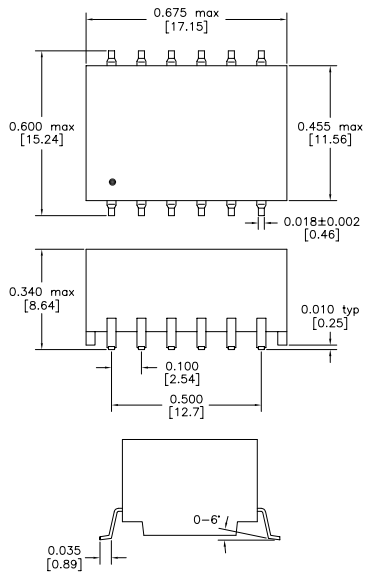 0.675 max
[17.15]
0.600 max
[15.24]
0.455 max
[11.56]
0.018±0.002
[0.46]
0.340 max
[8.64]
0.010 typ
[0.25]
0.100
[2.54]
0.500
[12.7]
0-6°
0.035
[0.89]